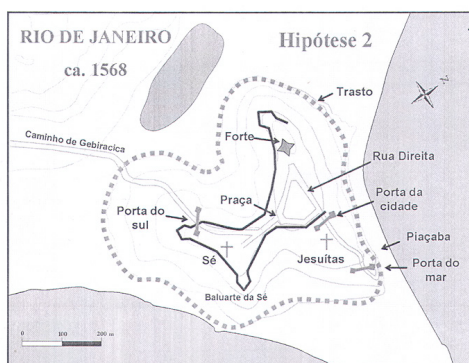 RIO DE JANEIRO
ca. 1568
Hipótese 2
N
Trasto
Forte
Caminho de Gebiracica
Rua Direita
Praça
Porta da
cidade
Porta do
sul
Piaçaba
Sé
Jesuítas
Porta do
mar
Baluarte da Sé
0 100 200 m